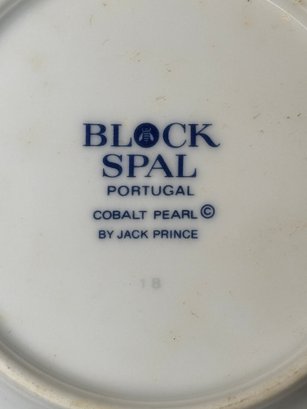 BLOCK
SPAL
PORTUGAL
COBALT PEARL©
BY JACK PRINCE
18